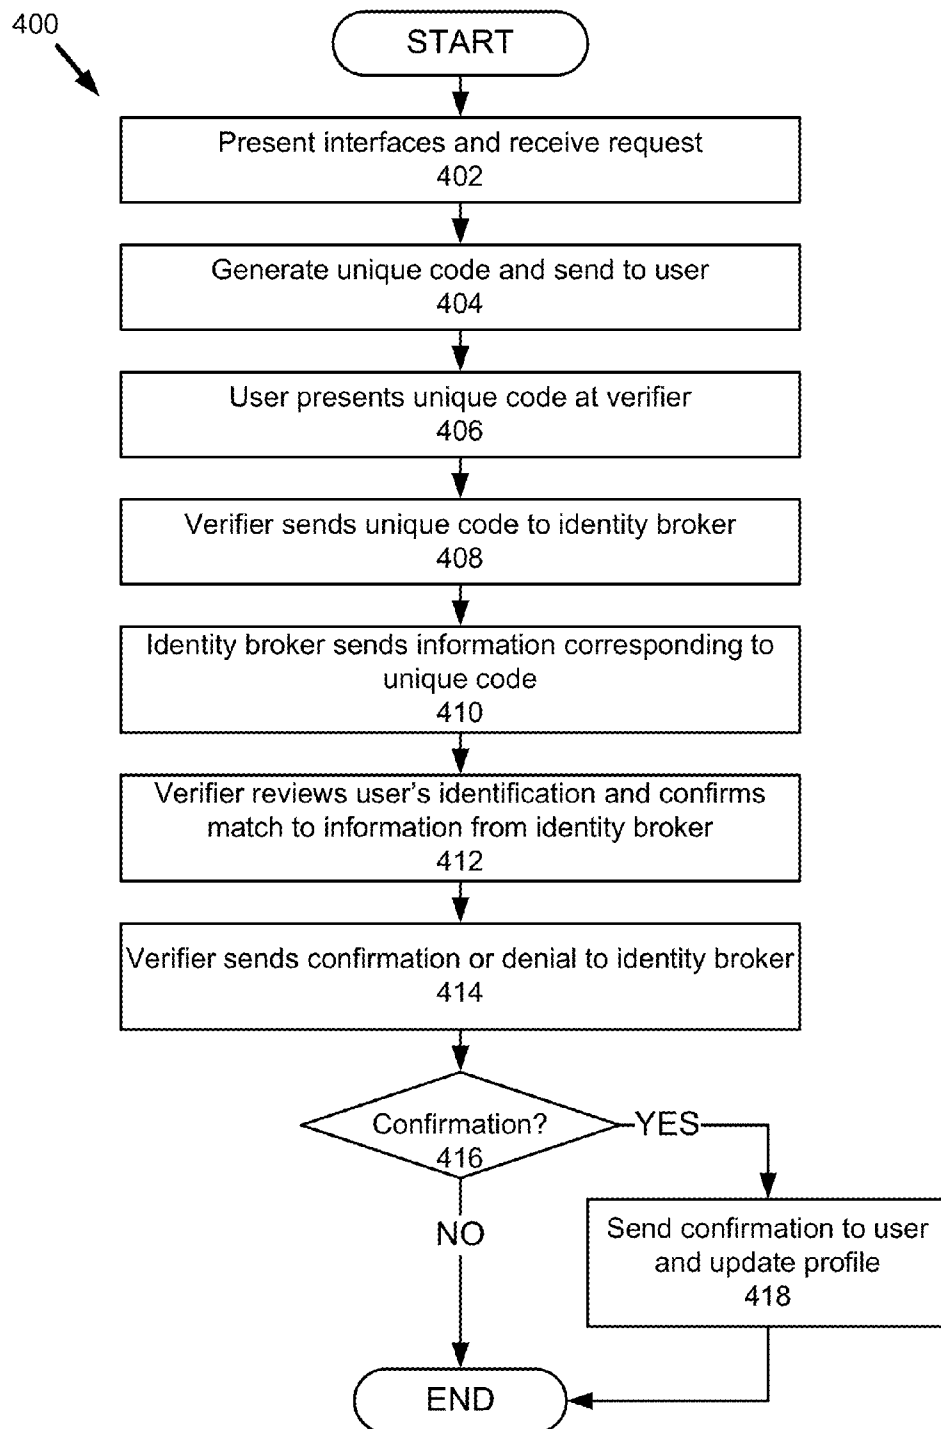 400
START
Present interfaces and receive request
402
Generate unique code and send to user
404
User presents unique code at verifier
406
Verifier sends unique code to identity broker
408
Identity broker sends information corresponding to
unique code
410
Verifier reviews user's identification and confirms
match to information from identity broker
412
Verifier sends confirmation or denial to identity broker
414
Confirmation?
416
YES
NO
Send confirmation to user
and update profile
418
END